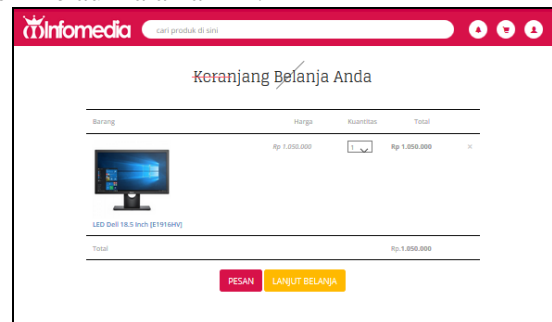 Infomedia cari produk di sini
Keranjang Belanja Anda
Barang Harga Kuantitas Total
Rp 1.050.000 1 Rp 1.050.000 ×
LED Dell 18.5 Inch [E1916HV]
Total Rp.1.050.000
PESAN LANJUT BELANJA